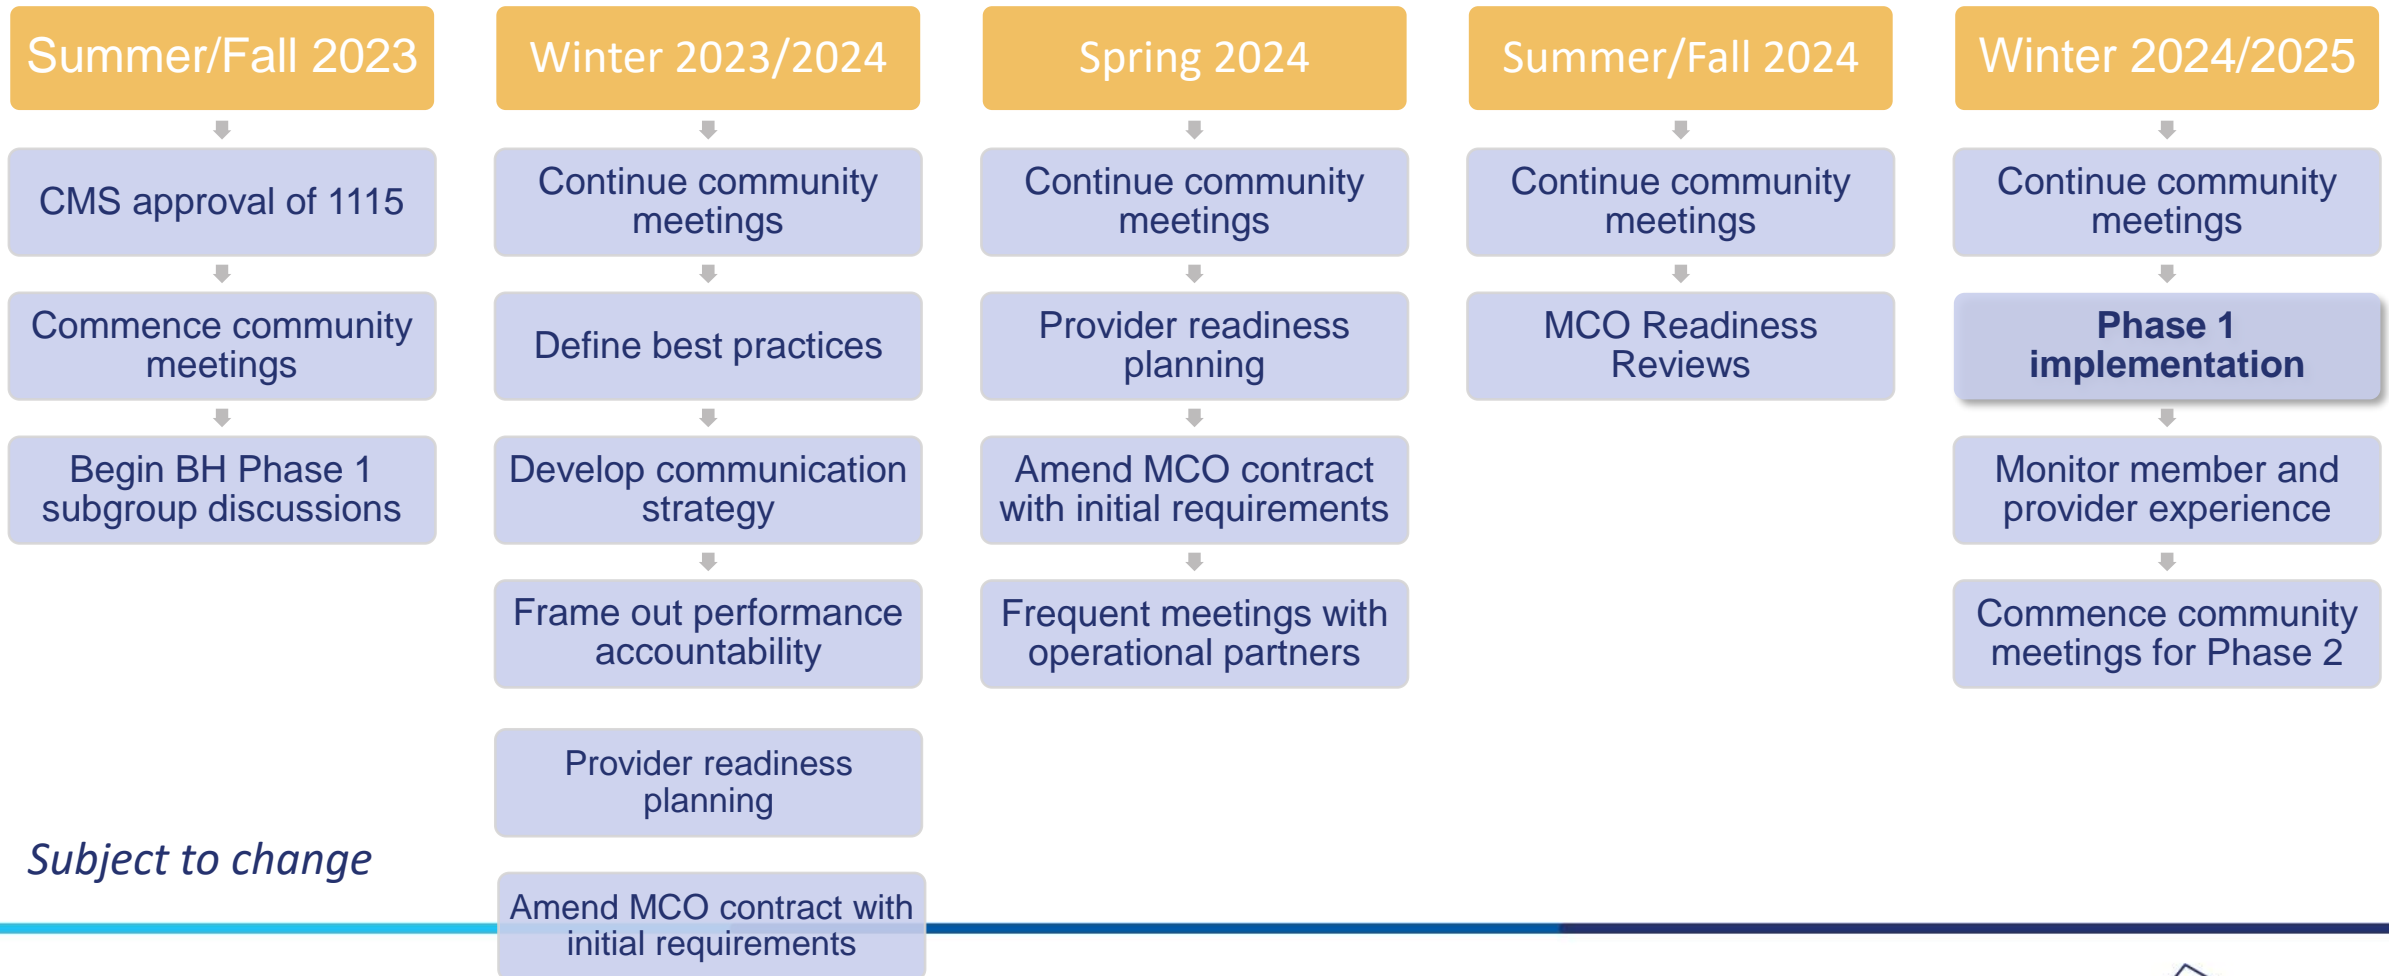 Summer/Fall 2023
CMS approval of 1115
Commence community
meetings
Begin BH Phase 1
subgroup discussions
Winter 2023/2024
Continue community
meetings
Define best practices
Develop communication
strategy
Frame out performance
accountability
Provider readiness
planning
Amend MCO contract with
initial requirements
Spring 2024
Continue community
meetings
Provider readiness
planning
Amend MCO contract
with initial requirements
Frequent meetings with
operational partners
Summer/Fall 2024
Continue community
meetings
MCO Readiness
Reviews
Winter 2024/2025
Continue community
meetings
Phase 1
implementation
Monitor member and
provider experience
Commence community
meetings for Phase 2
Subject to change